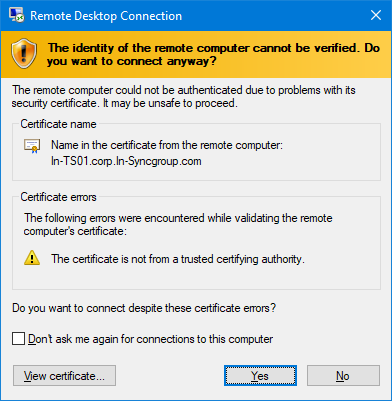 Remote Desktop Connection
The identity of the remote computer cannot be verified. Do
you want to connect anyway?
The remote computer could not be authenticated due to problems with its
security certificate. It may be unsafe to proceed.
Certificate name
Name in the certificate from the remote computer:
In-TS01.corp.In-Syncgroup.com
Certificate errors
The following errors were encountered while validating the remote
computer's certificate:
The certificate is not from a trusted certifying authority.
Do you want to connect despite these certificate errors?
Don't ask me again for connections to this computer
View certificate...
Yes
No